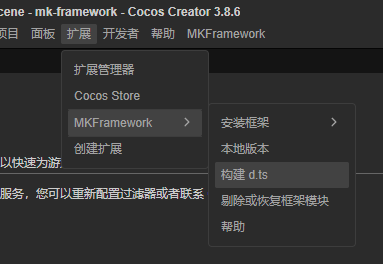 scene - mk-framework - Cocos Creator 3.8.6
项目 面板 扩展 开发者 帮助 MKFramework
扩展管理器
Cocos Store
MKFramework
创建扩展
安装框架
本地版本
构建 d.ts
剔除或恢复框架模块
帮助
以快速为游
服务，您可以重新配置过滤器或者联系